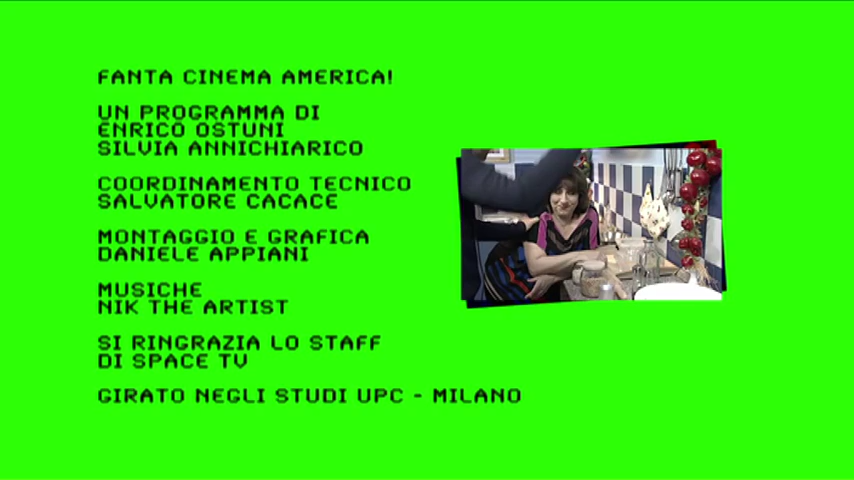 FANTA CINEMA AMERICA!
UN PROGRAMMA DI
ENRICO OSTUNI
SILVIA ANNICHIARICO
COORDINAMENTO TECNICO
SALVATORE CACACE
MONTAGGIO E GRAFICA
DANIELE APPIANI
MUSICHE
NIK THE ARTIST
SI RINGRAZIA LO STAFF
DI SPACE TV
GIRATO NEGLI STUDI UPC - MILANO